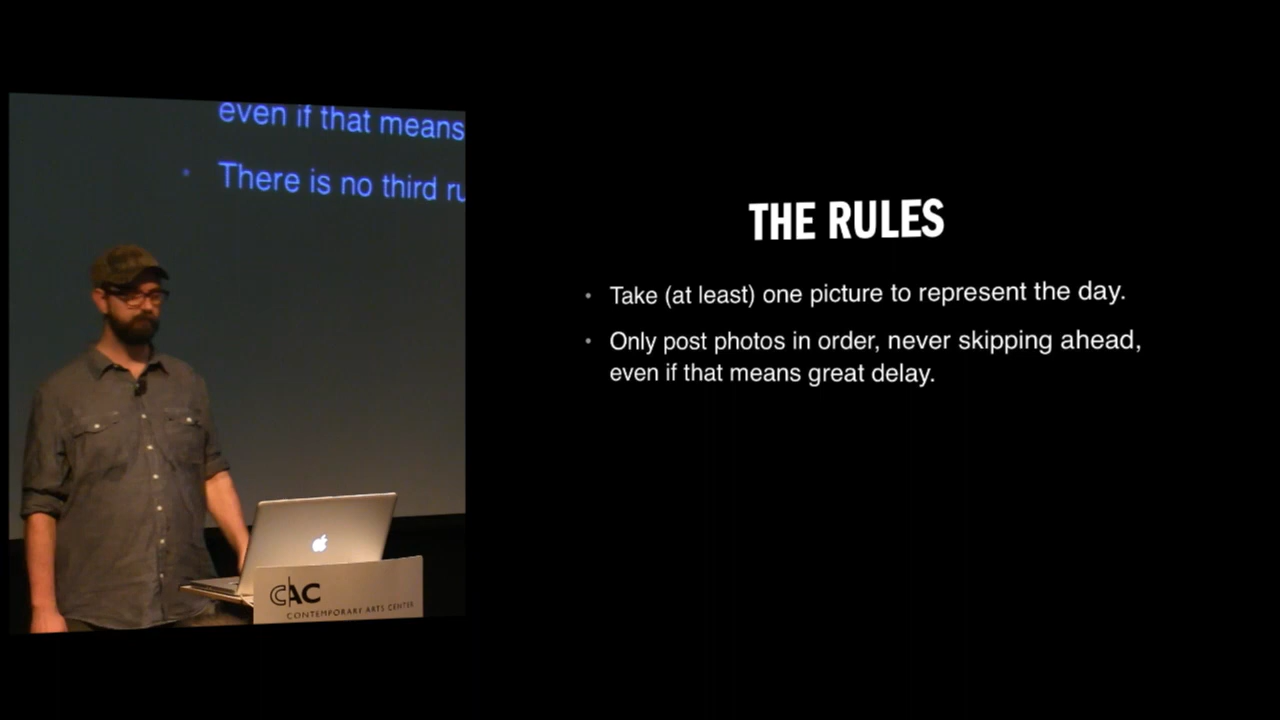 even if that means
• There is no third ru
THE RULES
• Take (at least) one picture to represent the day.
• Only post photos in order, never skipping ahead,
even if that means great delay.
CAC
CONTEMPORARY ARTS CENTER